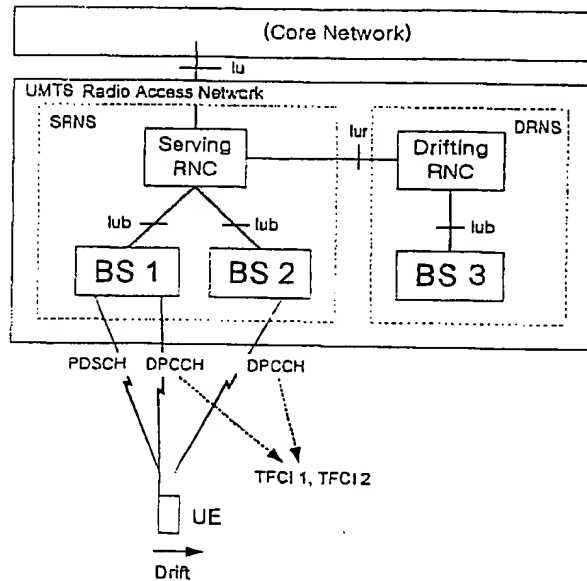 (Core Network)
Iu
UMTS Radio Access Network
SRNS
DRNS
Serving
RNC
Iur
Drifting
RNC
Iub
Iub
Iub
BS 1
BS 2
BS 3
PDSCH
DPCCH
DPCCH
TFCI 1, TFCI 2
UE
Drift